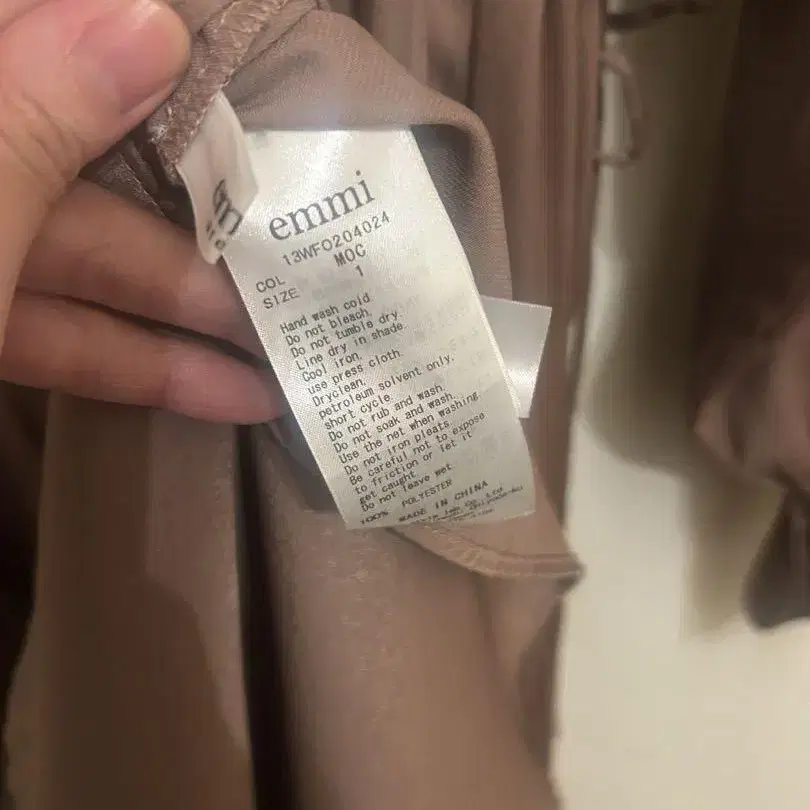 emmi
13WFO204024
COL MOC
SIZE 1
Hand wash cold.
Do not bleach.
Do not tumble dry.
Line dry in shade.
Cool iron.
use press cloth.
Dryclean.
petroleum solvent only.
short cycle.
Do not rub and wash.
Do not soak and wash.
Use the net when washing.
Do not iron pleats.
Be careful not to expose
to friction or let it
get caught.
Do not leave wet
100% POLYESTER
MADE IN CHINA